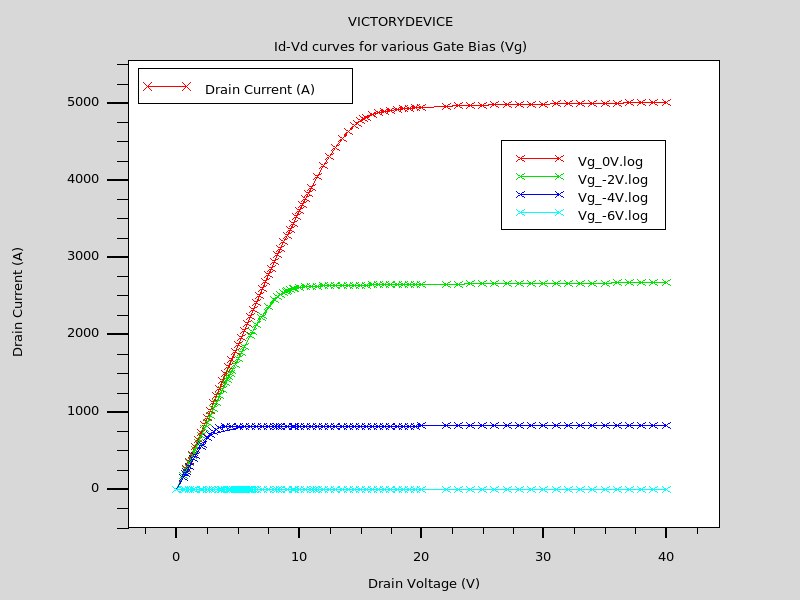 VICTORYDEVICE
Id-Vd curves for various Gate Bias (Vg)
Drain Current (A)
Vg_0V.log
Vg_-2V.log
Vg_-4V.log
Vg_-6V.log
Drain Current (A)
5000
4000
3000
2000
1000
0
0 10 20 30 40
Drain Voltage (V)